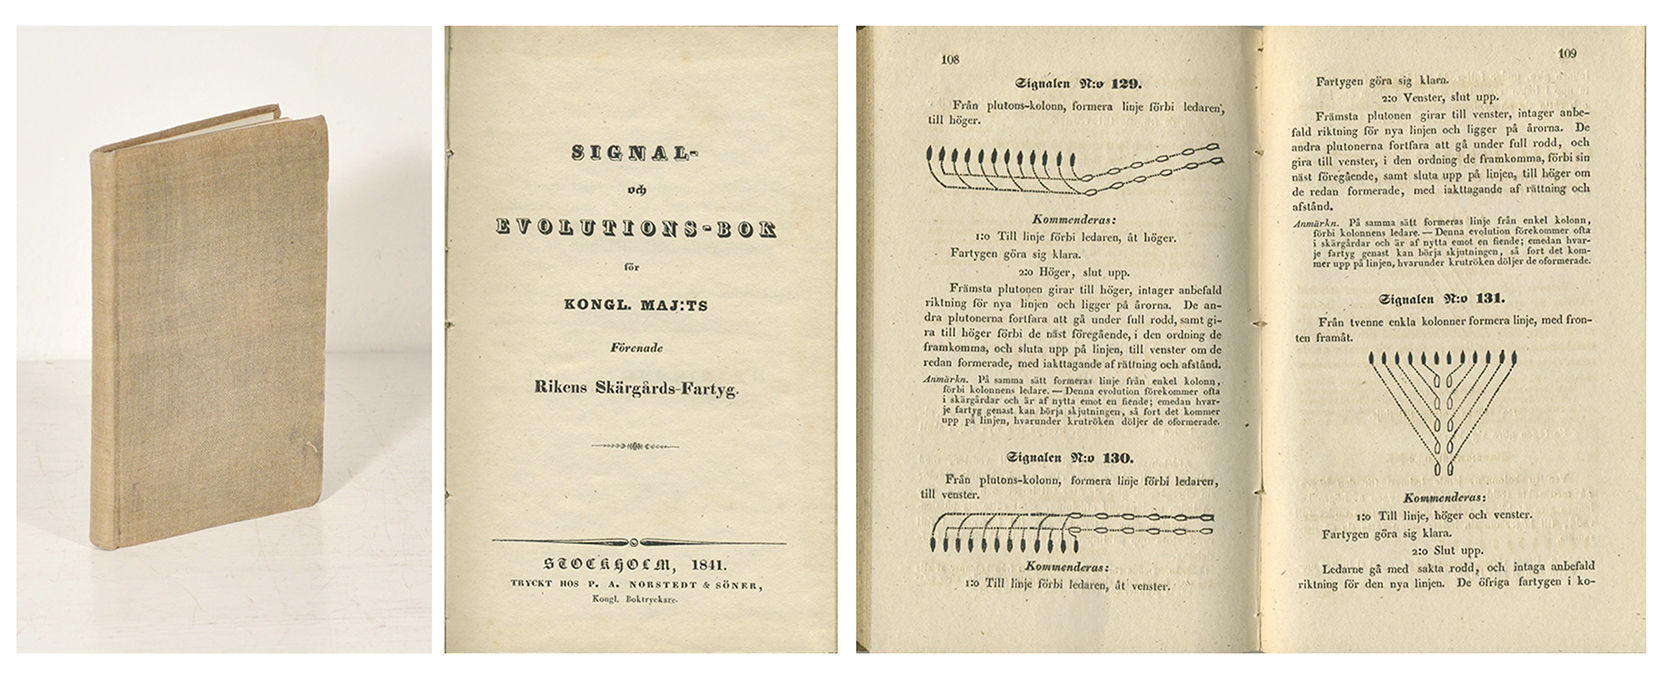 SIGNAL-
och
EVOLUTIONS-BOK
för
KONGL. MAJ:TS
Förenade
Rikens Skärgårds-Fartyg.
STOCKHOLM, 1841.
TRYCKT HOS P. A. NORSTEDT & SÖNER,
Kongl. Boktryckare.
108
Signalen N:o 129.
Från plutons-kolonn, formera linje förbi ledaren,
till höger.
Kommenderas:
1:o Till linje förbi ledaren, åt höger.
Fartygen göra sig klara.
2:o Höger, slut upp.
Främsta plutonen girar till höger, intager anbefald
riktning för nya linjen och ligger på årorna. De an-
dra plutonerna fortfara att gå under full rodd, samt gi-
ra till höger förbi de näst föregående, i den ordning de
framkomma, och sluta upp på linjen, till venster om de
redan formerade, med iakttagande af rättning och afstånd.
Anmärkn. På samma sätt formeras linje från enkel kolonn,
förbi kolonnens ledare. — Denna evolution förekommer ofta
i skärgårdar och är af nytta emot en fiende; emedan hvar-
je fartyg genast kan börja skjutningen, så fort det kommer
upp på linjen, hvarunder krutröken döljer de oformerade.
Signalen N:o 130.
Från plutons-kolonn, formera linje förbi ledaren,
till venster.
Kommenderas:
1:o Till linje förbi ledaren, åt venster.
109
Fartygen göra sig klara.
2:o Venster, slut upp.
Främsta plutonen girar till venster, intager anbe-
fald riktning för nya linjen och ligger på årorna. De
andra plutonerna fortfara att gå under full rodd, och
gira till venster, i den ordning de framkomma, förbi sin
näst föregående, samt sluta upp på linjen, till höger om
de redan formerade, med iakttagande af rättning och
afstånd.
Anmärkn. På samma sätt formeras linje från enkel kolonn,
förbi kolonnens ledare. — Denna evolution förekommer ofta
i skärgårdar och är af nytta emot en fiende; emedan hvar-
je fartyg genast kan börja skjutningen, så fort det kom-
mer upp på linjen, hvarunder krutröken döljer de oformerade.
Signalen N:o 131.
Från tvenne enkla kolonner formera linje, med fron-
ten framåt.
Kommenderas:
1:o Till linje, höger och venster.
Fartygen göra sig klara.
2:o Slut upp.
Ledarne gå med sakta rodd, och intaga anbefald
riktning för den nya linjen. De öfriga fartygen i ko-